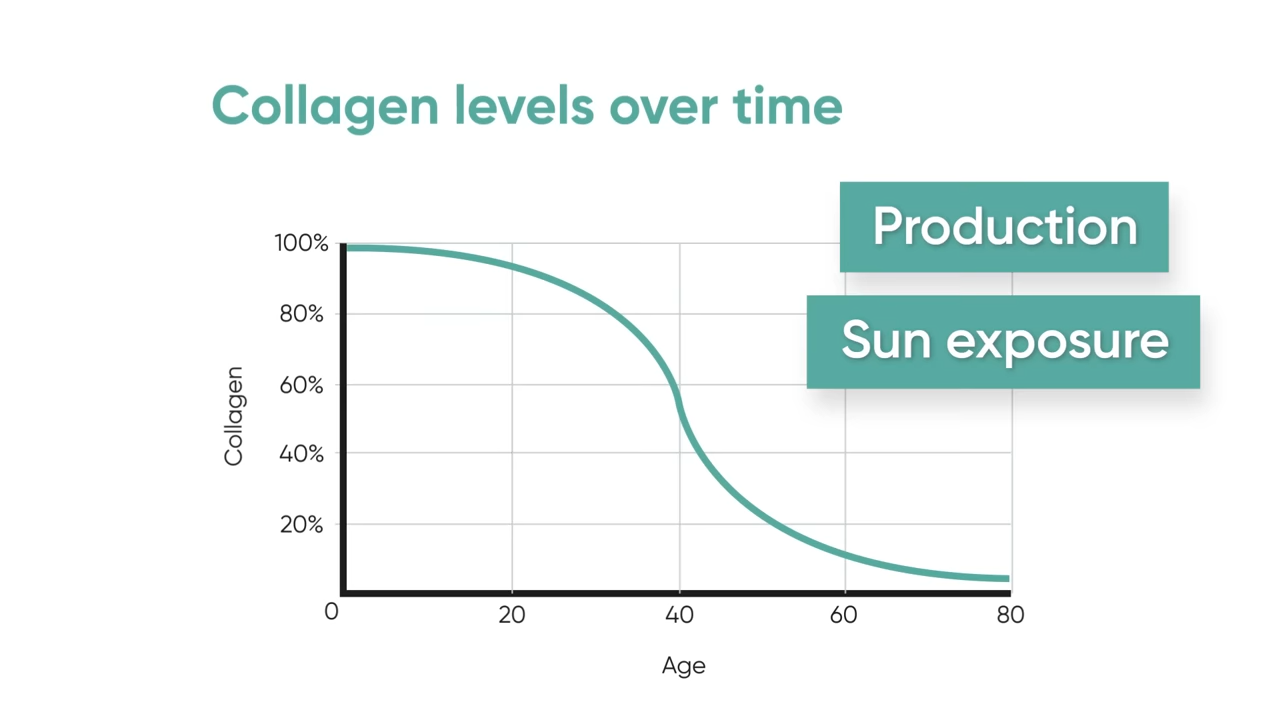 Collagen levels over time
Production
Sun exposure
100%
80%
60%
40%
20%
0
20
40
60
80
Collagen
Age